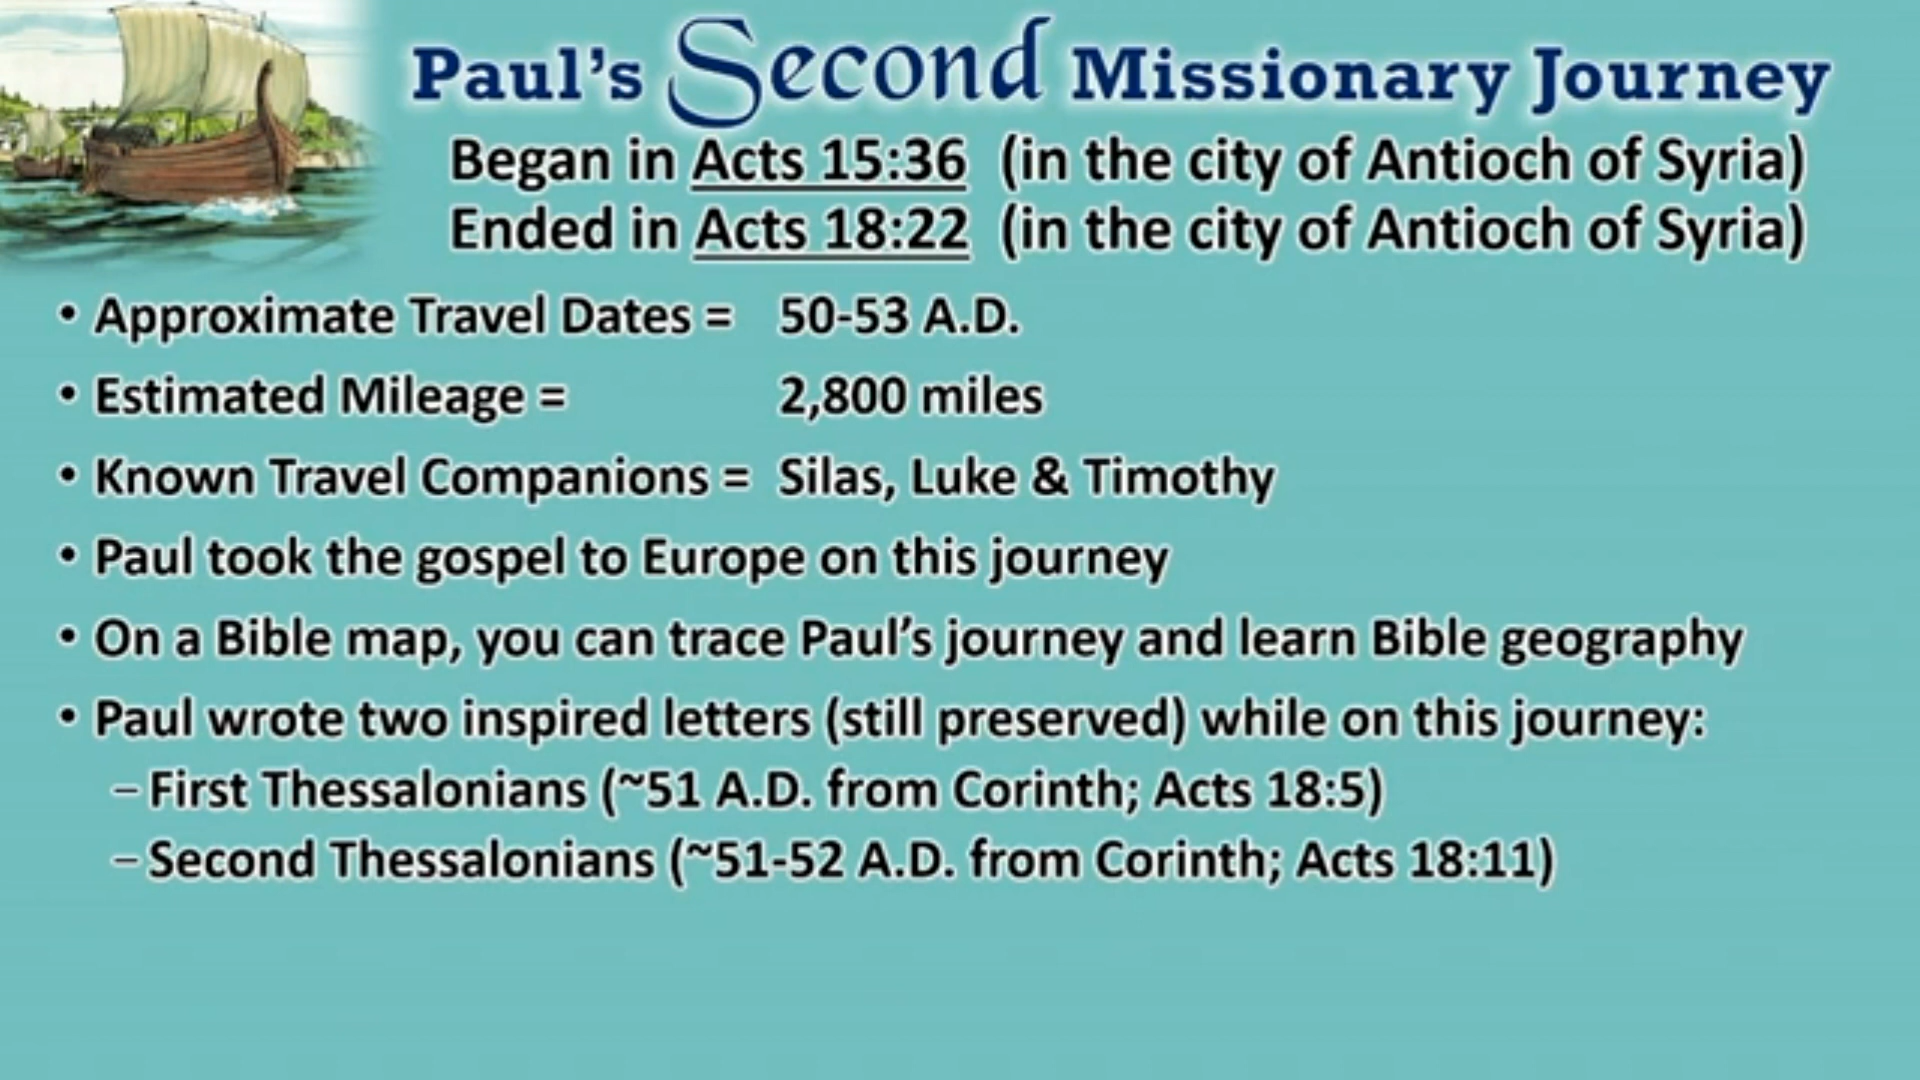 Paul's Second Missionary Journey
Began in Acts 15:36 (in the city of Antioch of Syria)
Ended in Acts 18:22 (in the city of Antioch of Syria)
• Approximate Travel Dates = 50-53 A.D.
• Estimated Mileage = 2,800 miles
• Known Travel Companions = Silas, Luke & Timothy
• Paul took the gospel to Europe on this journey
• On a Bible map, you can trace Paul's journey and learn Bible geography
• Paul wrote two inspired letters (still preserved) while on this journey:
– First Thessalonians (~51 A.D. from Corinth; Acts 18:5)
– Second Thessalonians (~51-52 A.D. from Corinth; Acts 18:11)